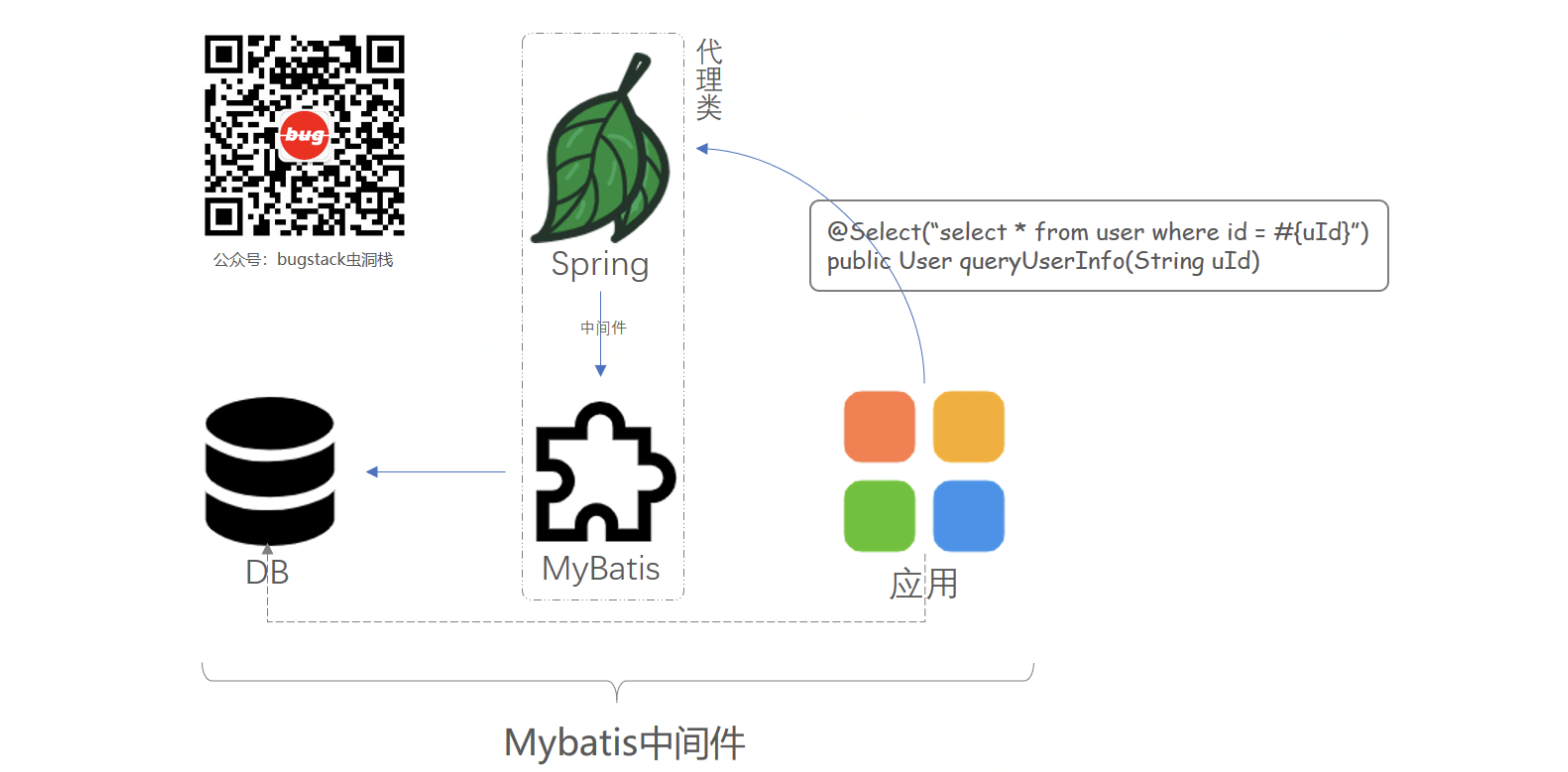 bug
公众号：bugstack虫洞栈
代理类
Spring
中间件
MyBatis
@Select(“select * from user where id = #{uId}”)
public User queryUserInfo(String uId)
DB
应用
Mybatis中间件